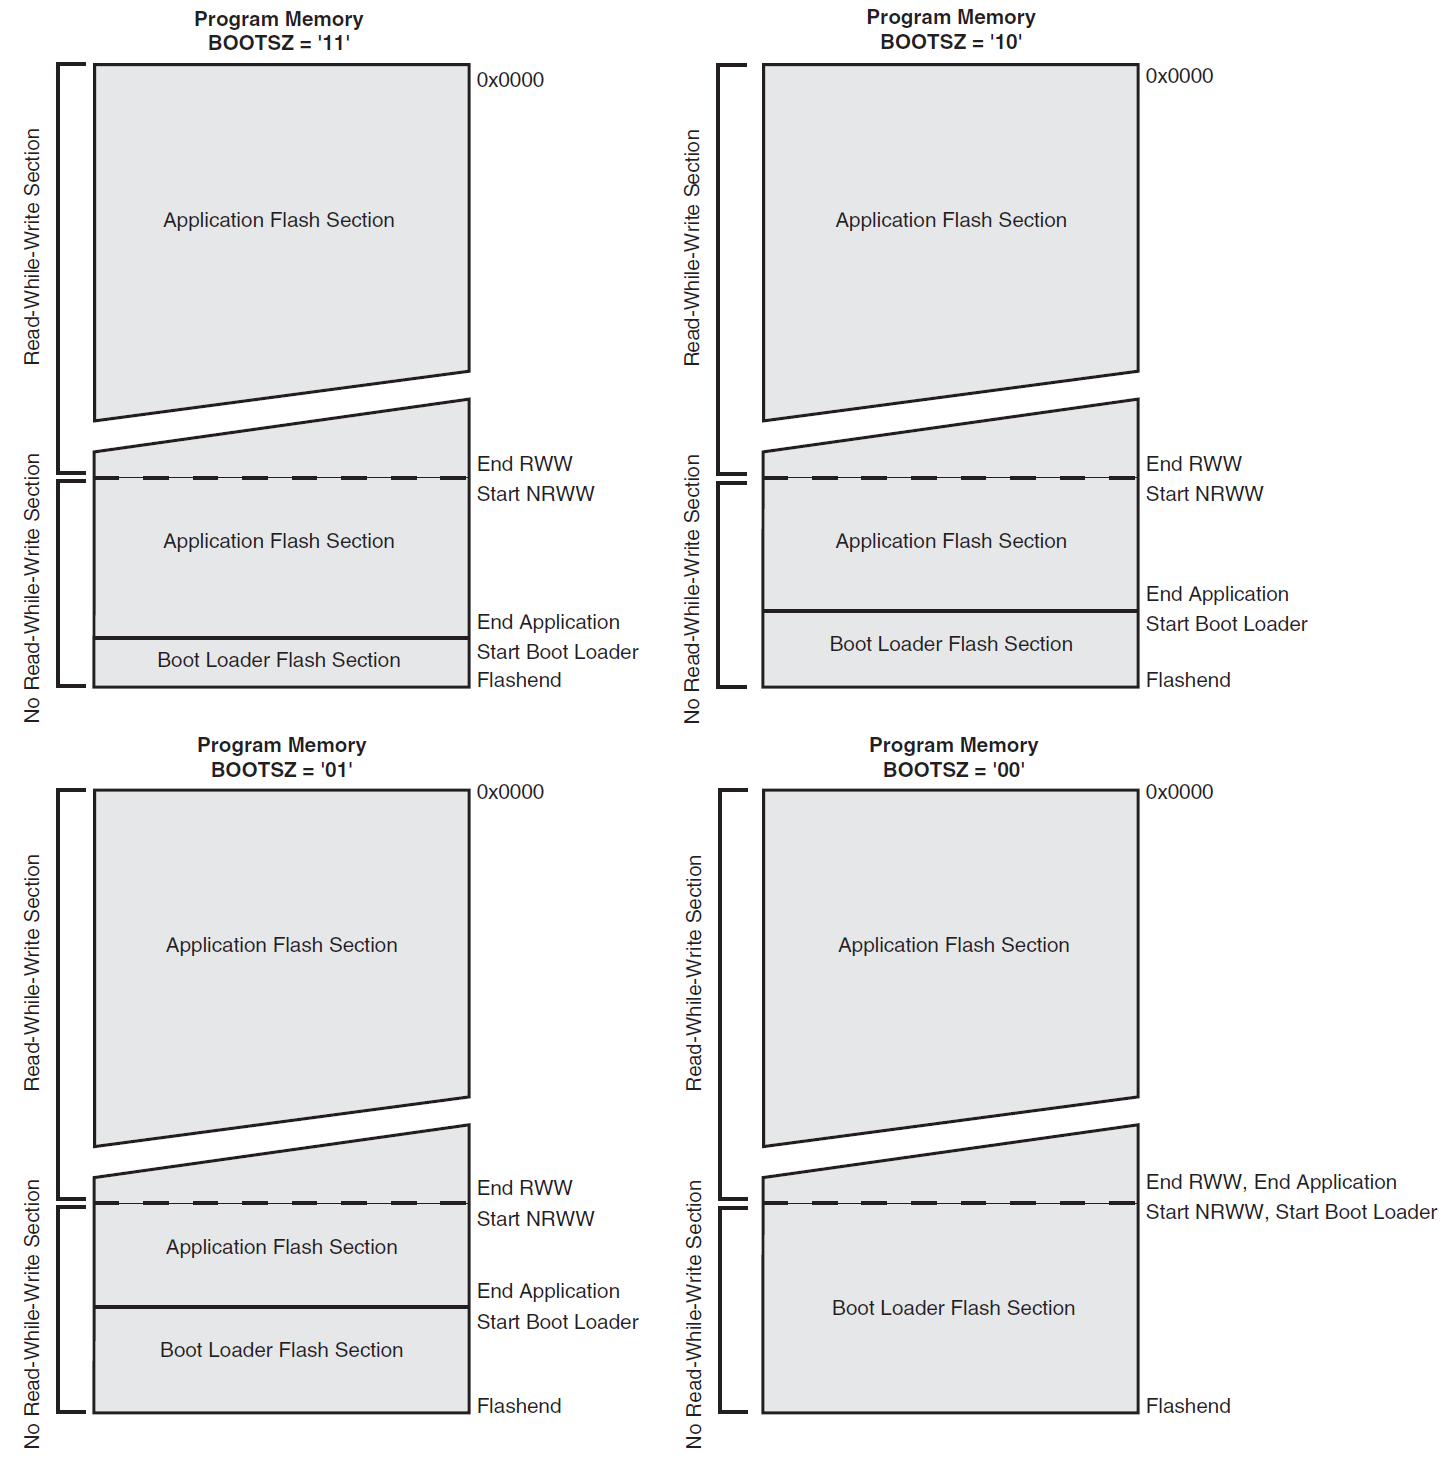 Program Memory
BOOTSZ = '11'
0x0000
Read-While-Write Section
Application Flash Section
End RWW
Start NRWW
No Read-While-Write Section
Application Flash Section
End Application
Start Boot Loader
Boot Loader Flash Section
Flashend
Program Memory
BOOTSZ = '10'
0x0000
Read-While-Write Section
Application Flash Section
End RWW
Start NRWW
No Read-While-Write Section
Application Flash Section
End Application
Start Boot Loader
Boot Loader Flash Section
Flashend
Program Memory
BOOTSZ = '01'
0x0000
Read-While-Write Section
Application Flash Section
End RWW
Start NRWW
No Read-While-Write Section
Application Flash Section
End Application
Start Boot Loader
Boot Loader Flash Section
Flashend
Program Memory
BOOTSZ = '00'
0x0000
Read-While-Write Section
Application Flash Section
End RWW, End Application
Start NRWW, Start Boot Loader
No Read-While-Write Section
Boot Loader Flash Section
Flashend